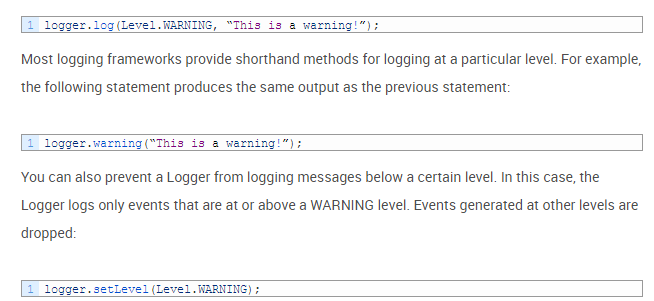 1 logger.log(Level.WARNING, “This is a warning!”);
Most logging frameworks provide shorthand methods for logging at a particular level. For example,
the following statement produces the same output as the previous statement:
1 logger.warning(“This is a warning!”);
You can also prevent a Logger from logging messages below a certain level. In this case, the
Logger logs only events that are at or above a WARNING level. Events generated at other levels are
dropped:
1 logger.setLevel(Level.WARNING);